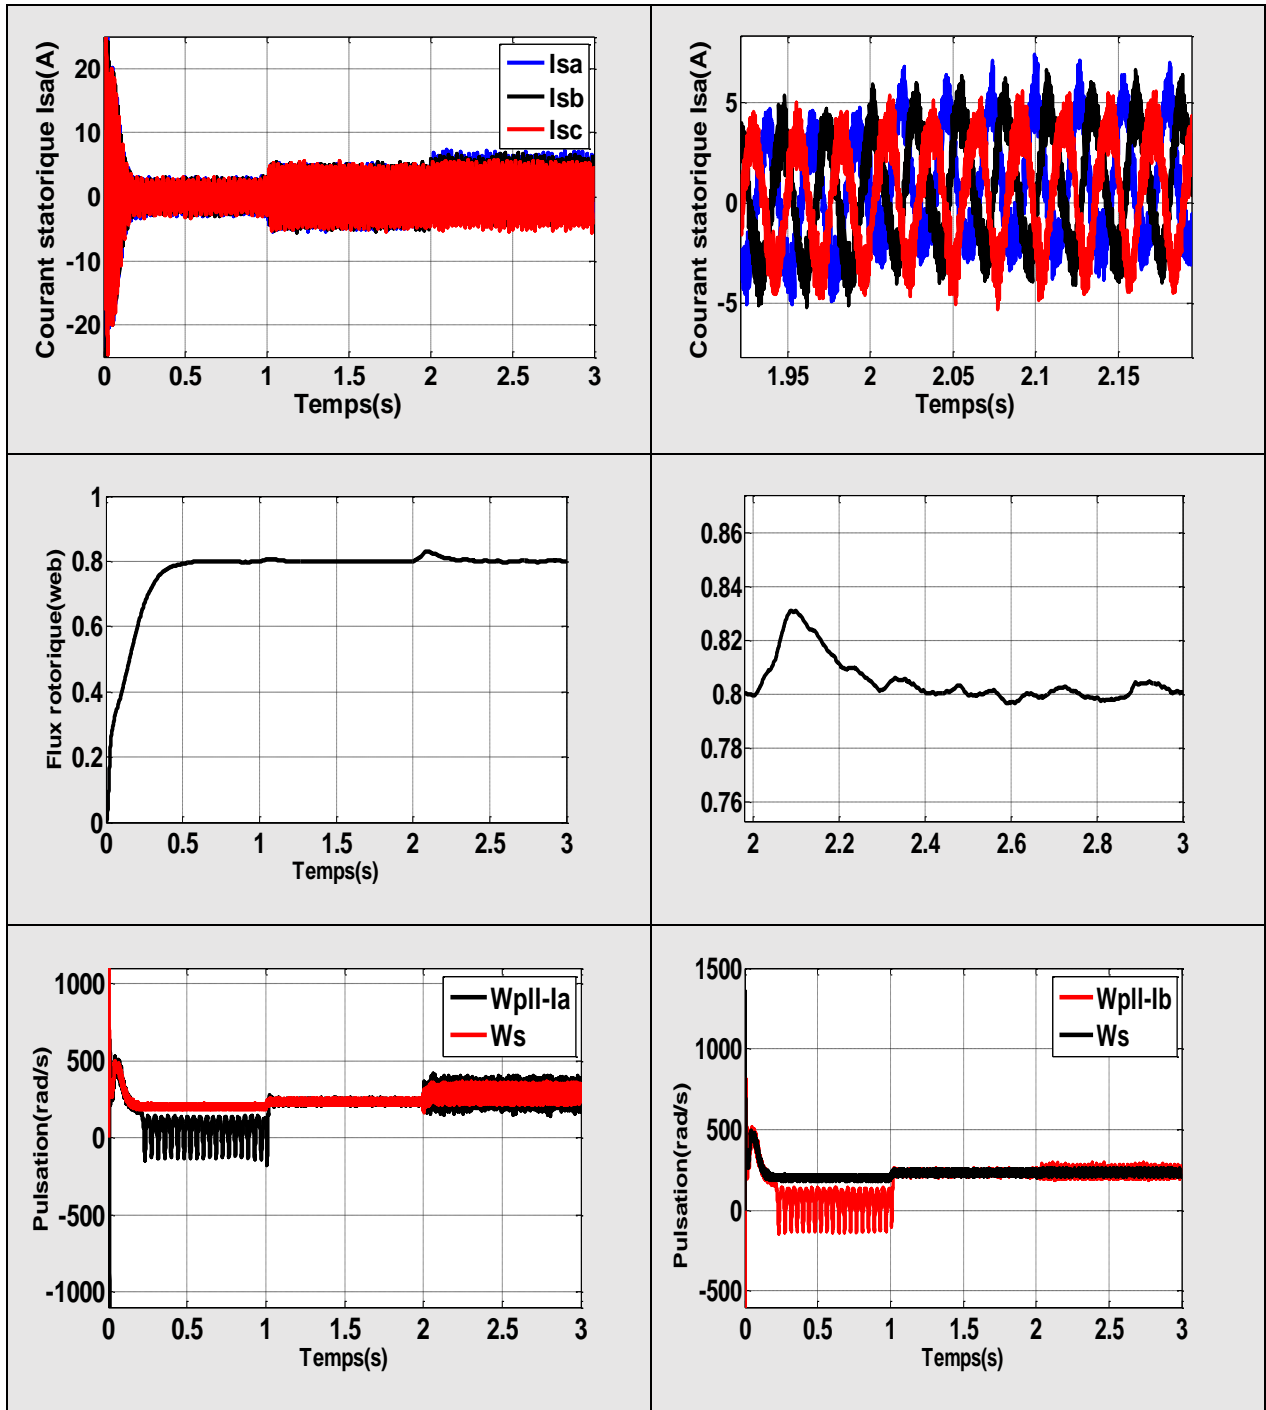 Courant statorique Isa(A)
20
10
0
-10
-20
Isa
Isb
Isc
0 0.5 1 1.5 2 2.5 3
Temps(s)
Courant statorique Isa(A)
5
0
-5
1.95 2 2.05 2.1 2.15
Temps(s)
Flux rotorique(web)
1
0.8
0.6
0.4
0.2
0
0 0.5 1 1.5 2 2.5 3
Temps(s)
0.86
0.84
0.82
0.8
0.78
0.76
2 2.2 2.4 2.6 2.8 3
Pulsation(rad/s)
1000
500
0
-500
-1000
Wpll-Ia
Ws
0 0.5 1 1.5 2 2.5 3
Temps(s)
Pulsation(rad/s)
1500
1000
500
0
-500
Wpll-Ib
Ws
0 0.5 1 1.5 2 2.5 3
Temps(s)